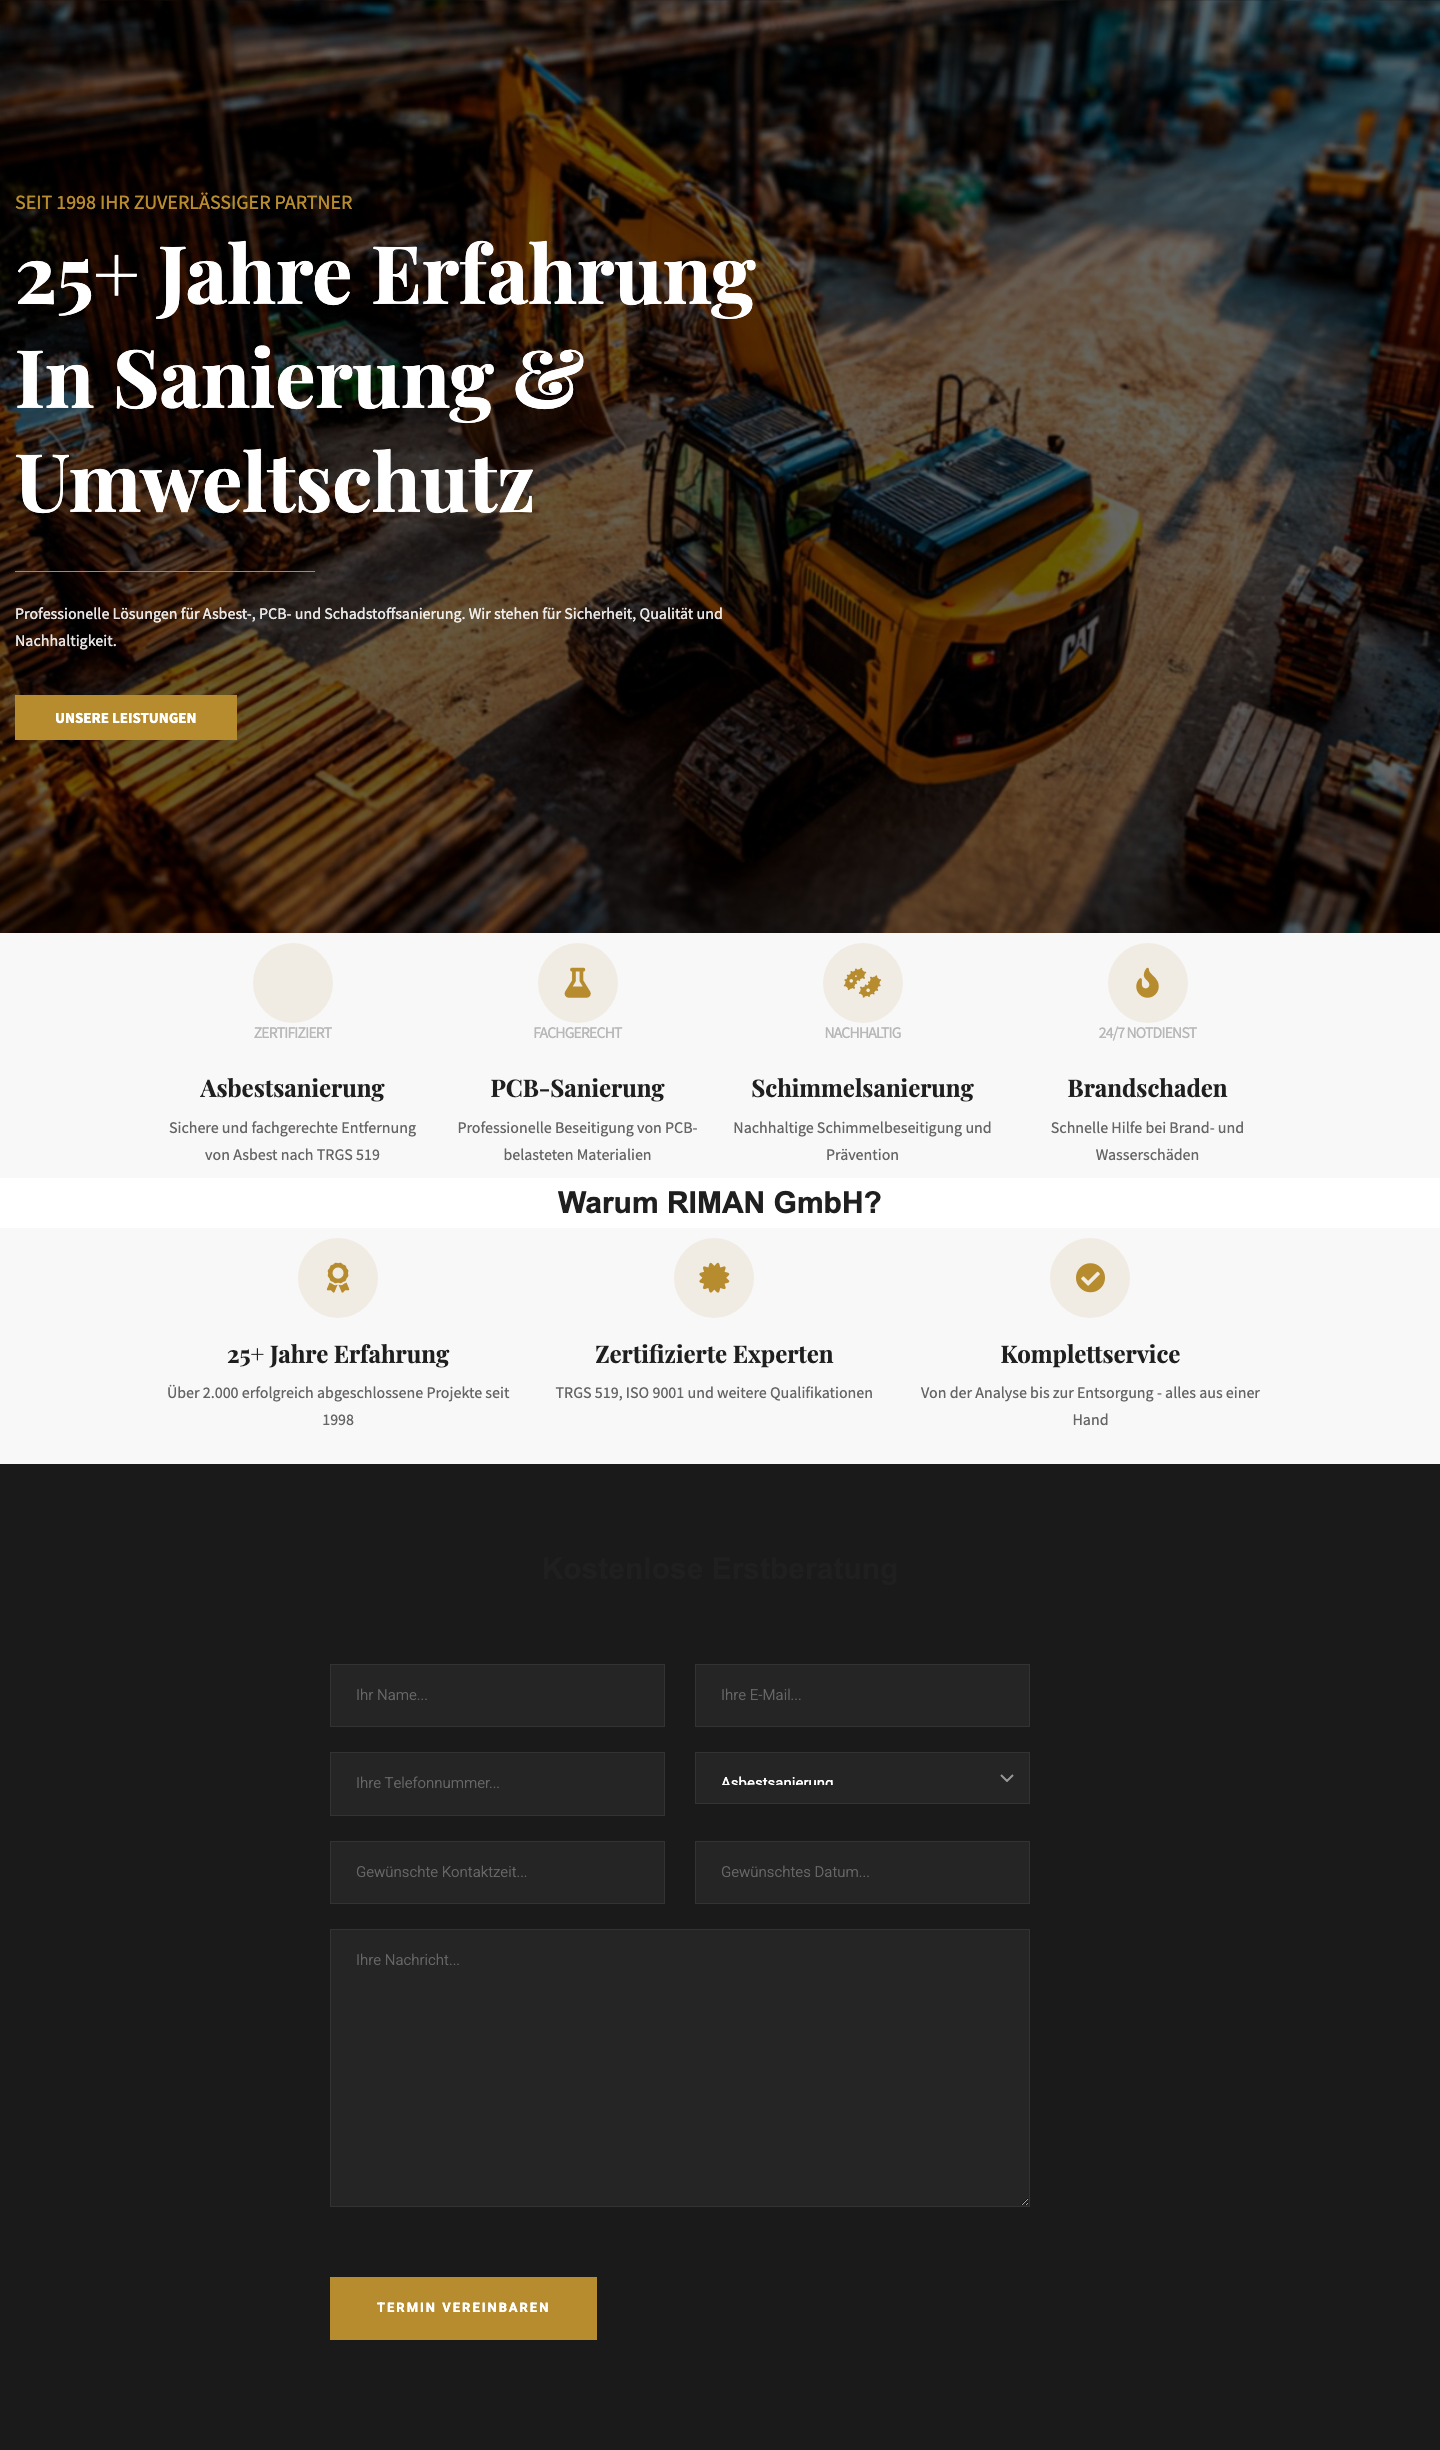 SEIT 1998 IHR ZUVERLÄSSIGER PARTNER
25+ Jahre Erfahrung
In Sanierung &
Umweltschutz
Professionelle Lösungen für Asbest-, PCB- und Schadstoffsanierung. Wir stehen für Sicherheit, Qualität und
Nachhaltigkeit.
CAT
UNSERE LEISTUNGEN
ZERTIFIZIERT
FACHGERECHT
NACHHALTIG
24/7 NOTDIENST
Asbestsanierung
PCB-Sanierung
Schimmelsanierung
Brandschaden
Sichere und fachgerechte Entfernung
von Asbest nach TRGS 519
Professionelle Beseitigung von PCB-
belasteten Materialien
Nachhaltige Schimmelbeseitigung und
Prävention
Schnelle Hilfe bei Brand- und
Wasserschäden
Warum RIMAN GmbH?
25+ Jahre Erfahrung
Über 2.000 erfolgreich abgeschlossene Projekte seit
1998
Zertifizierte Experten
TRGS 519, ISO 9001 und weitere Qualifikationen
Komplettservice
Von der Analyse bis zur Entsorgung - alles aus einer
Hand
Kostenlose Erstberatung
Ihr Name...
Ihre E-Mail...
Ihre Telefonnummer...
Asbestsanierung
Gewünschte Kontaktzeit...
Gewünschtes Datum...
Ihre Nachricht...
TERMIN VEREINBAREN